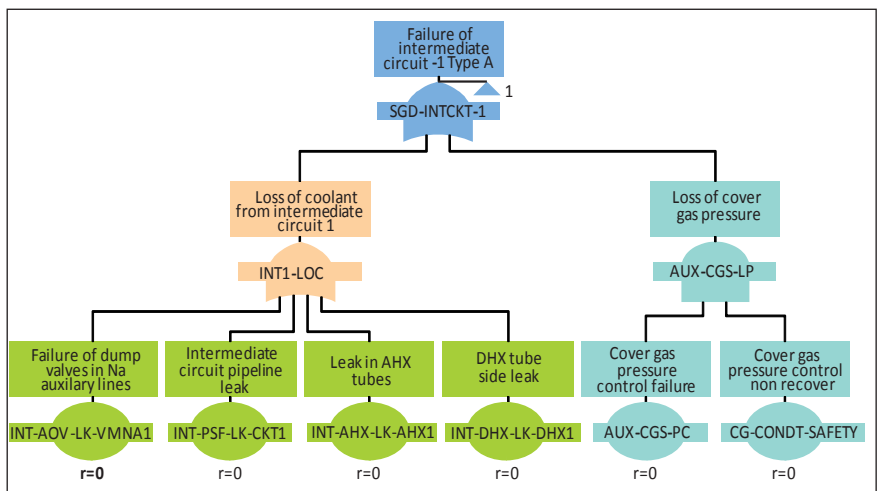 Failure of
intermediate
circuit -1 Type A
1
SGD-INTCKT-1
Loss of coolant
from intermediate
circuit 1
Loss of cover
gas pressure
INT1-LOC
AUX-CGS-LP
Failure of dump
valves in Na
auxilary lines
Intermediate
circuit pipeline
leak
Leak in AHX
tubes
DHX tube
side leak
Cover gas
pressure
control failure
Cover gas
pressure control
non recover
INT-AOV-LK-VMNA1
INT-PSF-LK-CKT1
INT-AHX-LK-AHX1
INT-DHX-LK-DHX1
AUX-CGS-PC
CG-CONDT-SAFETY
r=0
r=0
r=0
r=0
r=0
r=0